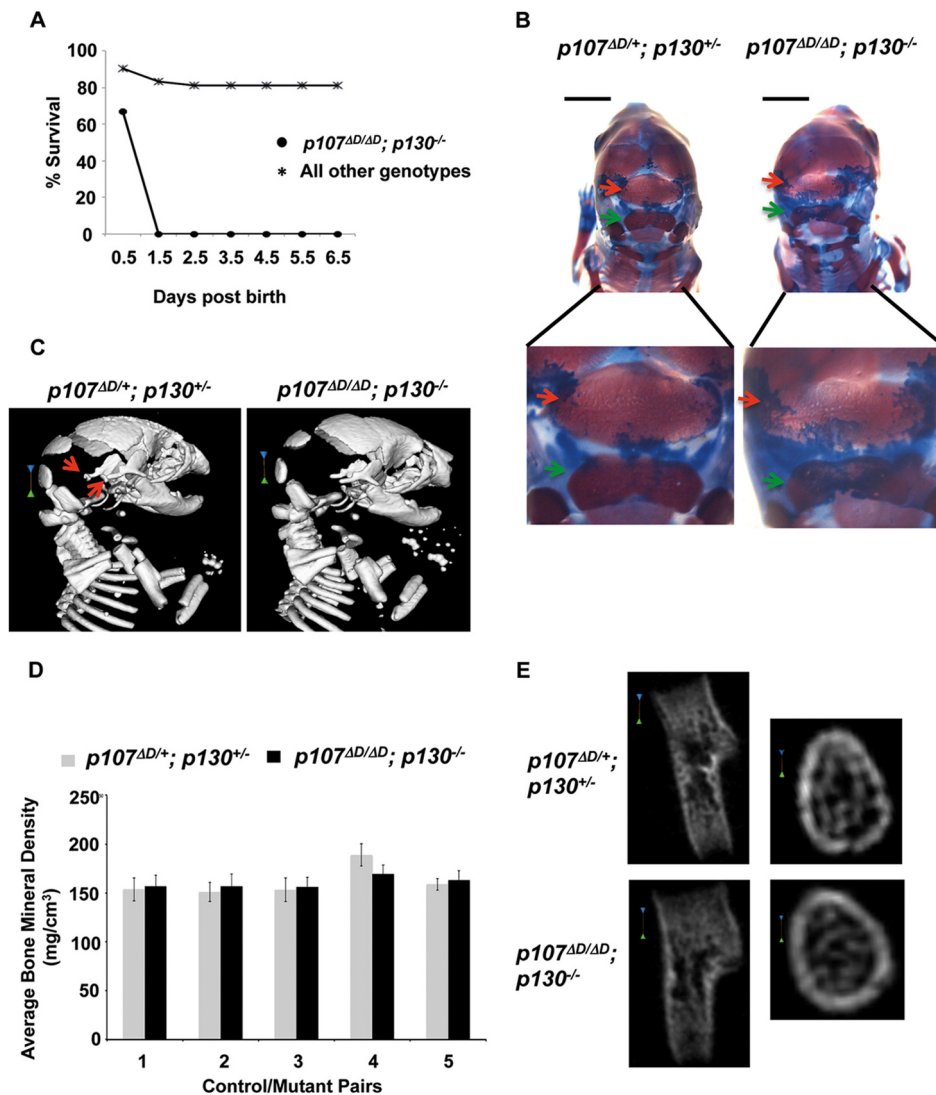 A
100
80
60
40
20
0
% Survival
p107ΔD/ΔD; p130-/-
All other genotypes
0.5 1.5 2.5 3.5 4.5 5.5 6.5
Days post birth
B
p107ΔD/+; p130+/-
p107ΔD/ΔD; p130-/-
C
p107ΔD/+; p130+/-
p107ΔD/ΔD; p130-/-
D
p107ΔD/+; p130+/-
p107ΔD/ΔD; p130-/-
250
200
150
100
50
0
Average Bone Mineral Density
(mg/cm³)
1 2 3 4 5
Control/Mutant Pairs
E
p107ΔD/+;
p130+/-
p107ΔD/ΔD;
p130-/-